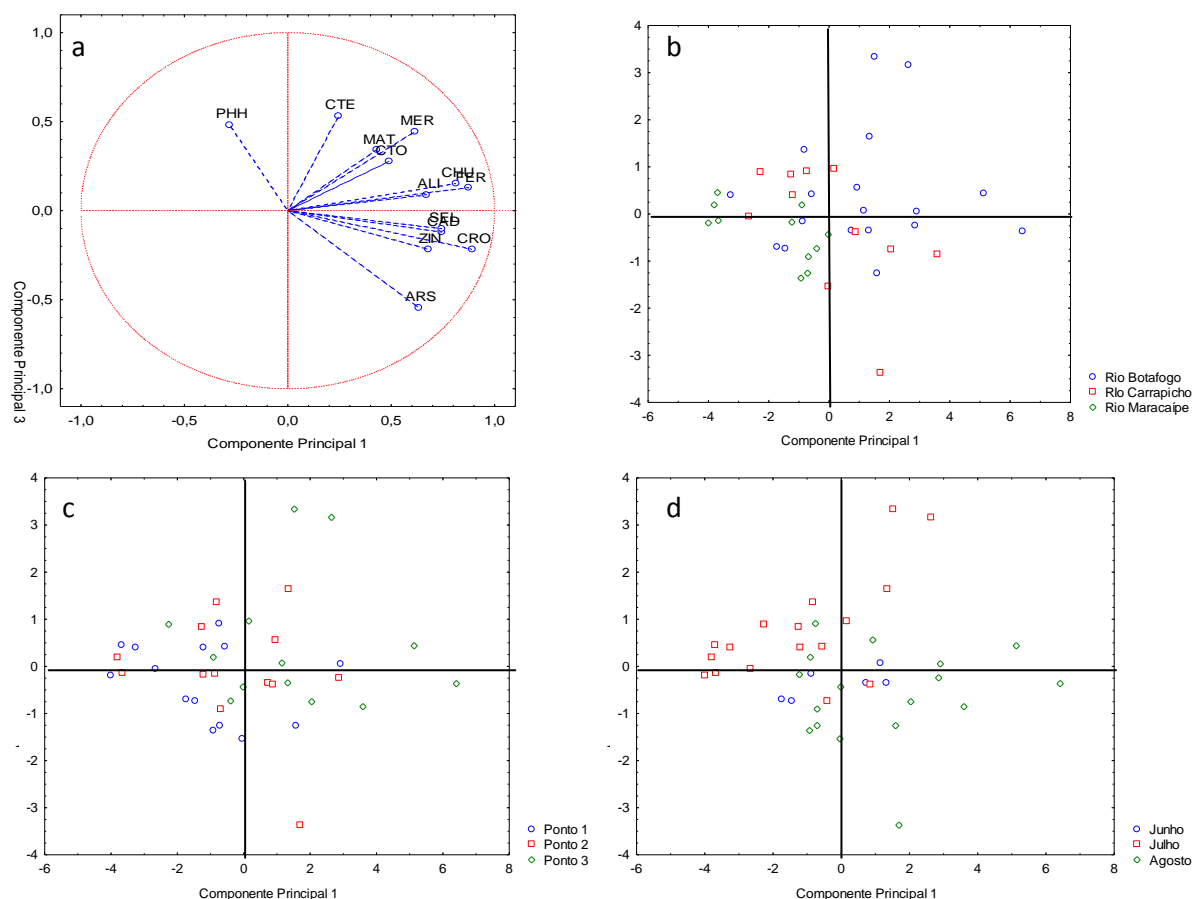 a
1,0
0,5
0,0
-0,5
-1,0
PHH
CTE
MER
MAT
CTO
CHU
FER
ALU
SEL
CAD
ZIN
CRO
ARS
-1,0 -0,5 0,0 0,5 1,0
Componente Principal 1
Componente Principal 3
b
4
3
2
1
0
-1
-2
-3
-4
-6 -4 -2 0 2 4 6 8
Componente Principal 1
Rio Botafogo
RIo Carrapicho
Rio Maracaípe
c
4
3
2
1
0
-1
-2
-3
-4
-6 -4 -2 0 2 4 6 8
Componente Principal 1
Ponto 1
Ponto 2
Ponto 3
d
4
3
2
1
0
-1
-2
-3
-4
-6 -4 -2 0 2 4 6 8
Componente Principal 1
Junho
Julho
Agosto